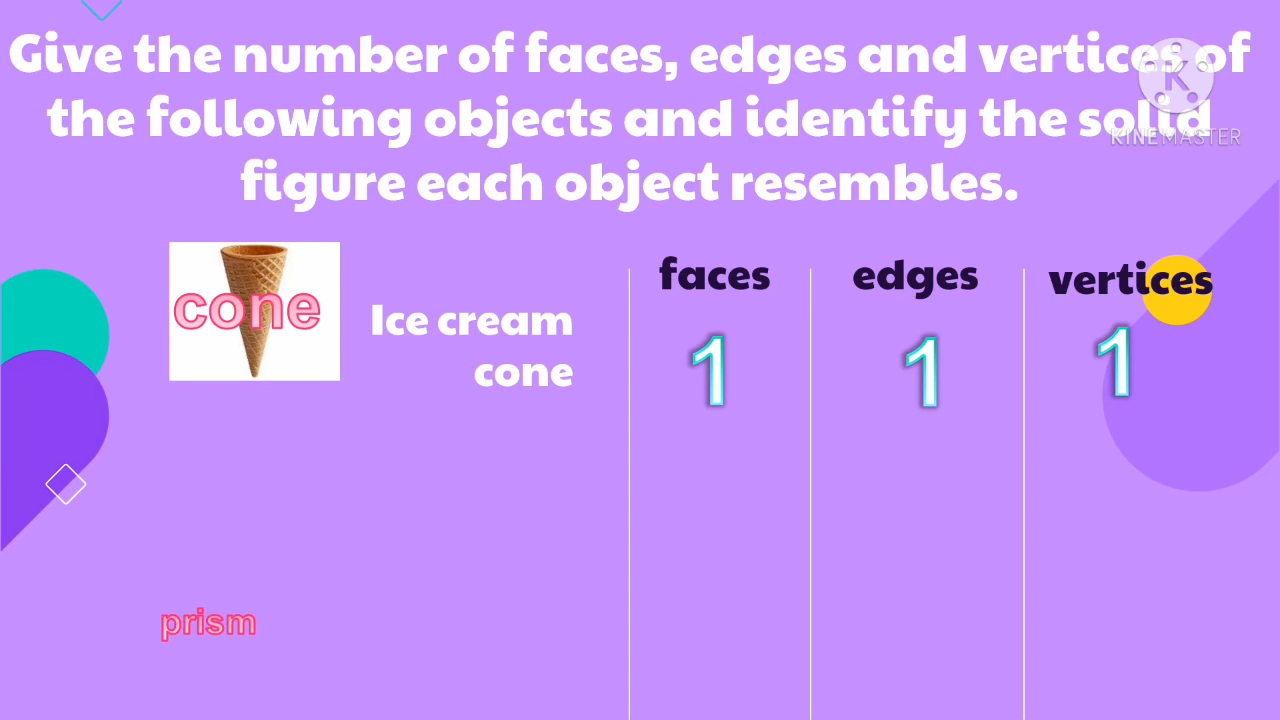 Give the number of faces, edges and vertices of
the following objects and identify the solid
figure each object resembles.
K
KINEMASTER
faces
edges
vertices
cone
Ice cream
cone
1
1
1
prism